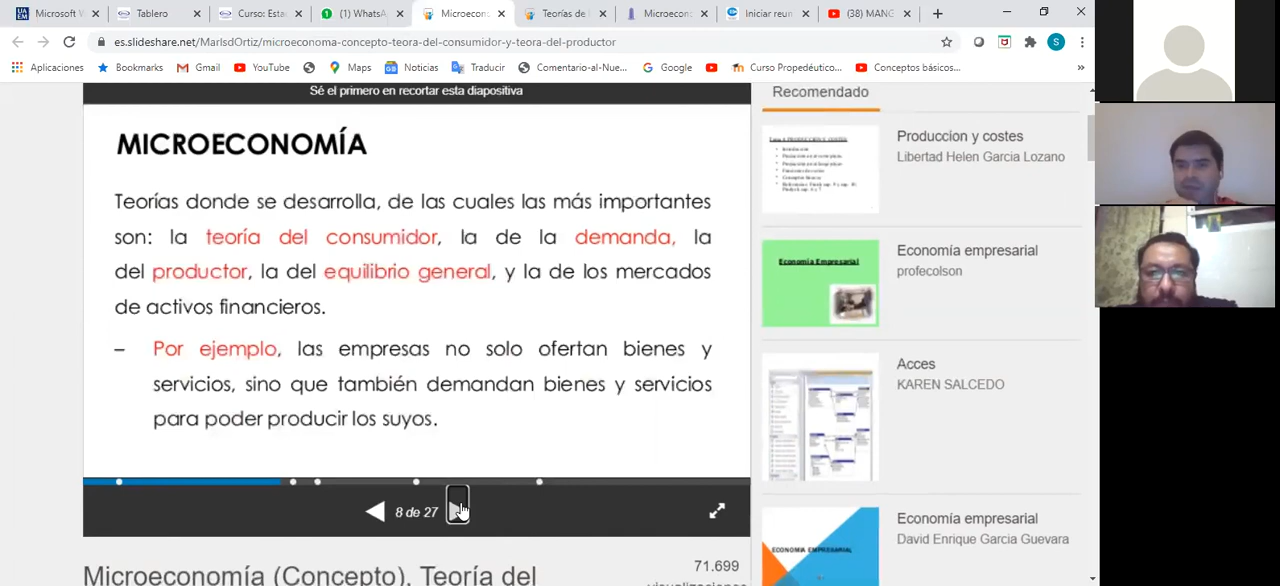 Microsoft W
Tablero
Curso: Esta
(1) WhatsA
Microecono
Teorías de l
Microecono
Iniciar reun
(38) MANG
es.slideshare.net/MarlsdOrtiz/microeconoma-concepto-teora-del-consumidor-y-teora-del-productor
S
Aplicaciones
Bookmarks
Gmail
YouTube
Maps
Noticias
Traducir
Comentario-al-Nue...
Google
Curso Propedéutico...
Conceptos básicos...
»
Sé el primero en recortar esta diapositiva
MICROECONOMÍA
Teorías donde se desarrolla, de las cuales las más importantes
son: la teoría del consumidor, la de la demanda, la
del productor, la del equilibrio general, y la de los mercados
de activos financieros.
– Por ejemplo, las empresas no solo ofertan bienes y
servicios, sino que también demandan bienes y servicios
para poder producir los suyos.
8 de 27
Microeconomía (Concepto), Teoría del
71.699
Recomendado
Produccion y costes
Libertad Helen Garcia Lozano
Economía Empresarial
Economía empresarial
profecolson
Acces
KAREN SALCEDO
ECONOMIA EMPRESARIAL
Economía empresarial
David Enrique Garcia Guevara